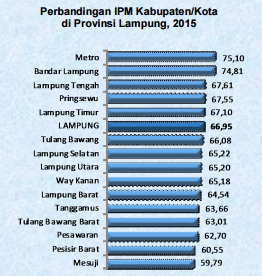 Perbandingan IPM Kabupaten/Kota
di Provinsi Lampung, 2015
Metro 75,10
Bandar Lampung 74,81
Lampung Tengah 67,61
Pringsewu 67,55
Lampung Timur 67,10
LAMPUNG 66,95
Tulang Bawang 66,08
Lampung Selatan 65,22
Lampung Utara 65,20
Way Kanan 65,18
Lampung Barat 64,54
Tanggamus 63,66
Tulang Bawang Barat 63,01
Pesawaran 62,70
Pesisir Barat 60,55
Mesuji 59,79